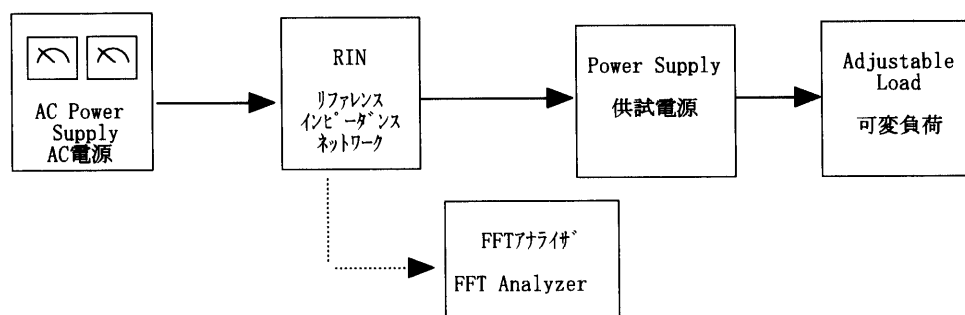 AC Power
Supply
AC電源
RIN
リファレンス
インピーダンス
ネットワーク
Power Supply
供試電源
Adjustable
Load
可変負荷
FFTアナライザ
FFT Analyzer